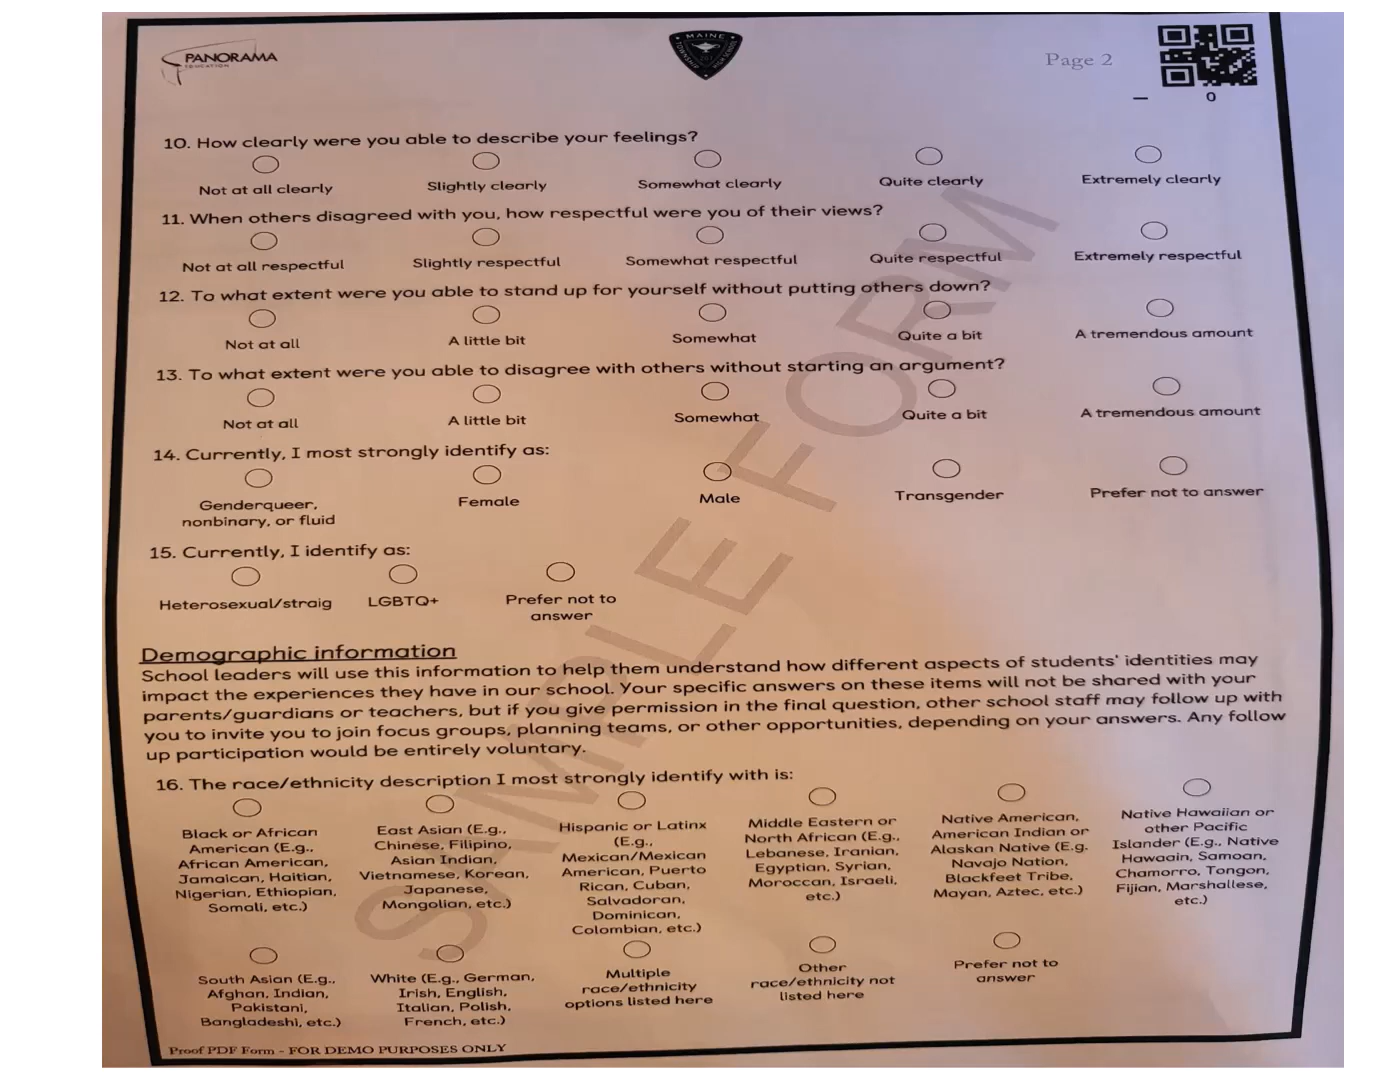 PANORAMA
EDUCATION
MAINE
TOWNSHIP HIGH SCHOOL
Page 2
0
10. How clearly were you able to describe your feelings?
Not at all clearly Slightly clearly Somewhat clearly Quite clearly Extremely clearly
11. When others disagreed with you, how respectful were you of their views?
Not at all respectful Slightly respectful Somewhat respectful Quite respectful Extremely respectful
12. To what extent were you able to stand up for yourself without putting others down?
Not at all A little bit Somewhat Quite a bit A tremendous amount
13. To what extent were you able to disagree with others without starting an argument?
Not at all A little bit Somewhat Quite a bit A tremendous amount
14. Currently, I most strongly identify as:
Genderqueer, Female Male Transgender Prefer not to answer
nonbinary, or fluid
15. Currently, I identify as:
Heterosexual/straig LGBTQ+ Prefer not to
answer
Demographic information
School leaders will use this information to help them understand how different aspects of students' identities may
impact the experiences they have in our school. Your specific answers on these items will not be shared with your
parents/guardians or teachers, but if you give permission in the final question, other school staff may follow up with
you to invite you to join focus groups, planning teams, or other opportunities, depending on your answers. Any follow
up participation would be entirely voluntary.
16. The race/ethnicity description I most strongly identify with is:
Black or African
American (E.g.,
African American,
Jamaican, Haitian,
Nigerian, Ethiopian,
Somali, etc.)
East Asian (E.g.,
Chinese, Filipino,
Asian Indian,
Vietnamese, Korean,
Japanese,
Mongolian, etc.)
Hispanic or Latinx
(E.g.,
Mexican/Mexican
American, Puerto
Rican, Cuban,
Salvadoran,
Dominican,
Colombian, etc.)
Middle Eastern or
North African (E.g.,
Lebanese, Iranian,
Egyptian, Syrian,
Moroccan, Israeli,
etc.)
Native American,
American Indian or
Alaskan Native (E.g.
Navajo Nation,
Blackfeet Tribe,
Mayan, Aztec, etc.)
Native Hawaiian or
other Pacific
Islander (E.g., Native
Hawaain, Samoan,
Chamorro, Tongon,
Fijian, Marshallese,
etc.)
South Asian (E.g.,
Afghan, Indian,
Pakistani,
Bangladeshi, etc.)
White (E.g., German,
Irish, English,
Italian, Polish,
French, etc.)
Multiple
race/ethnicity
options listed here
Other
race/ethnicity not
listed here
Prefer not to
answer
SAMPLE FORM
Proof PDF Form - FOR DEMO PURPOSES ONLY